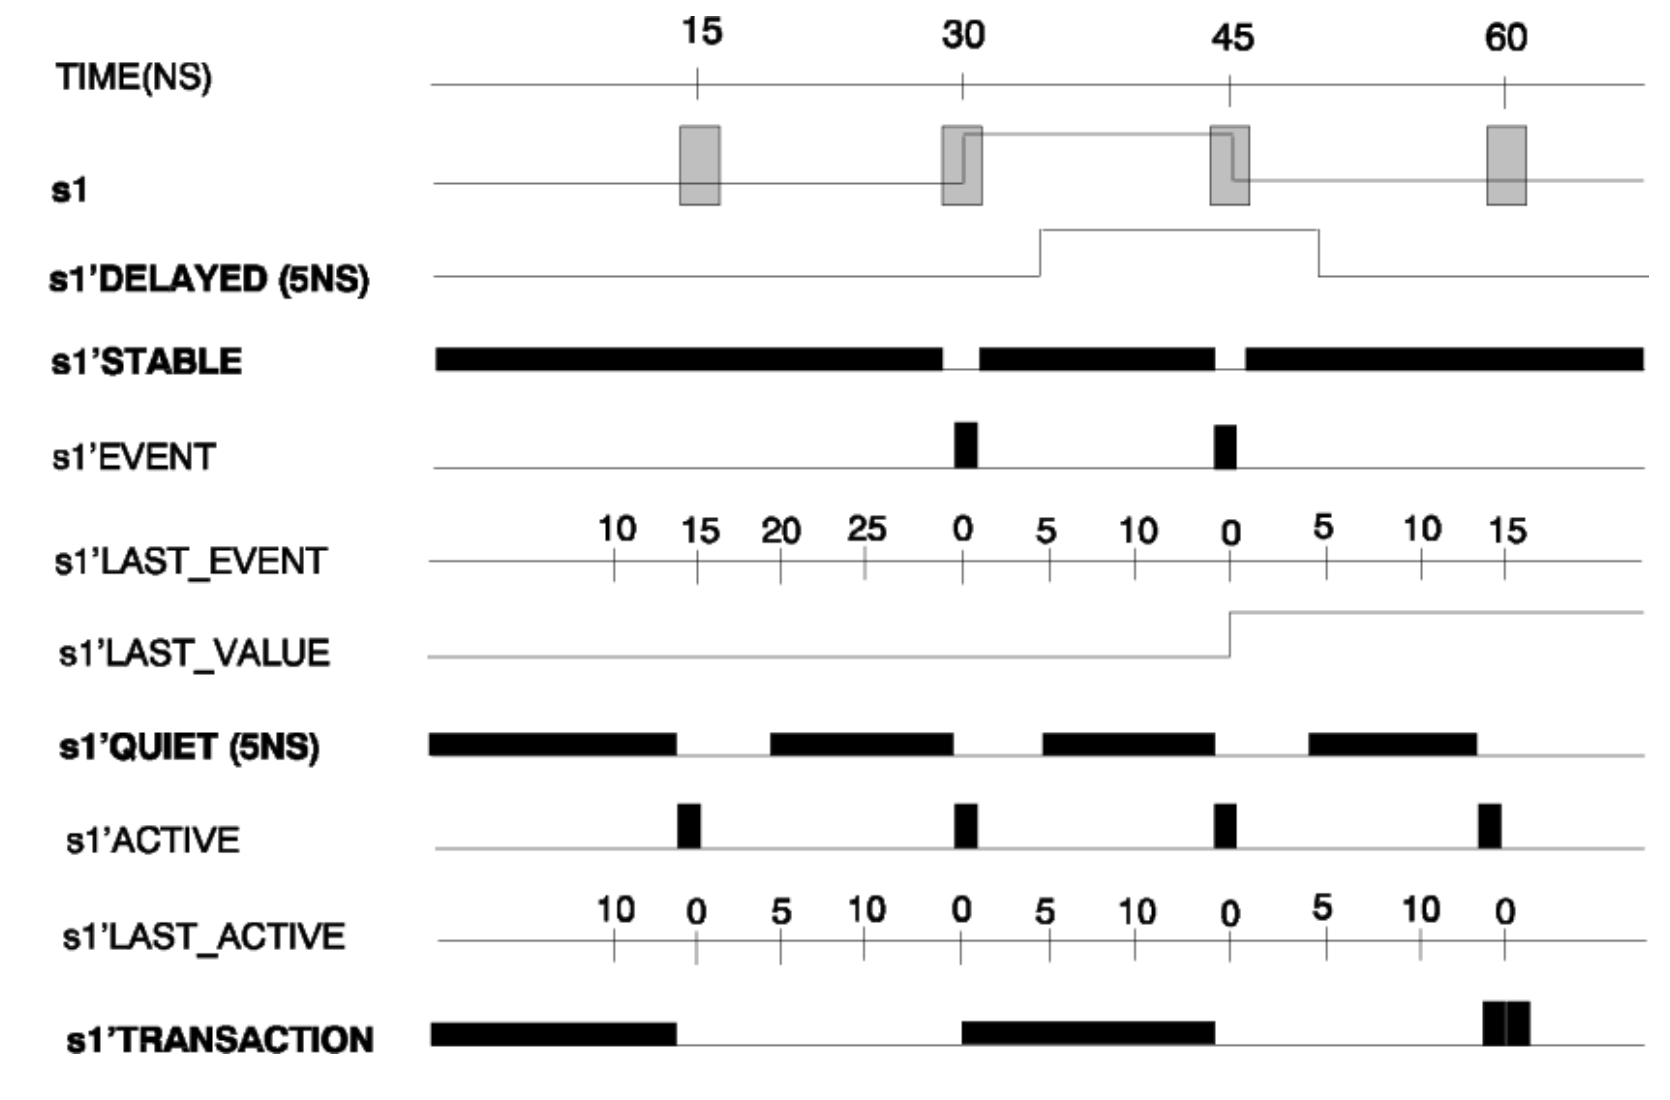 15 30 45 60
TIME(NS)
s1
s1’DELAYED (5NS)
s1’STABLE
s1’EVENT
10 15 20 25 0 5 10 0 5 10 15
s1’LAST_EVENT
s1’LAST_VALUE
s1’QUIET (5NS)
s1’ACTIVE
10 0 5 10 0 5 10 0 5 10 0
s1’LAST_ACTIVE
s1’TRANSACTION